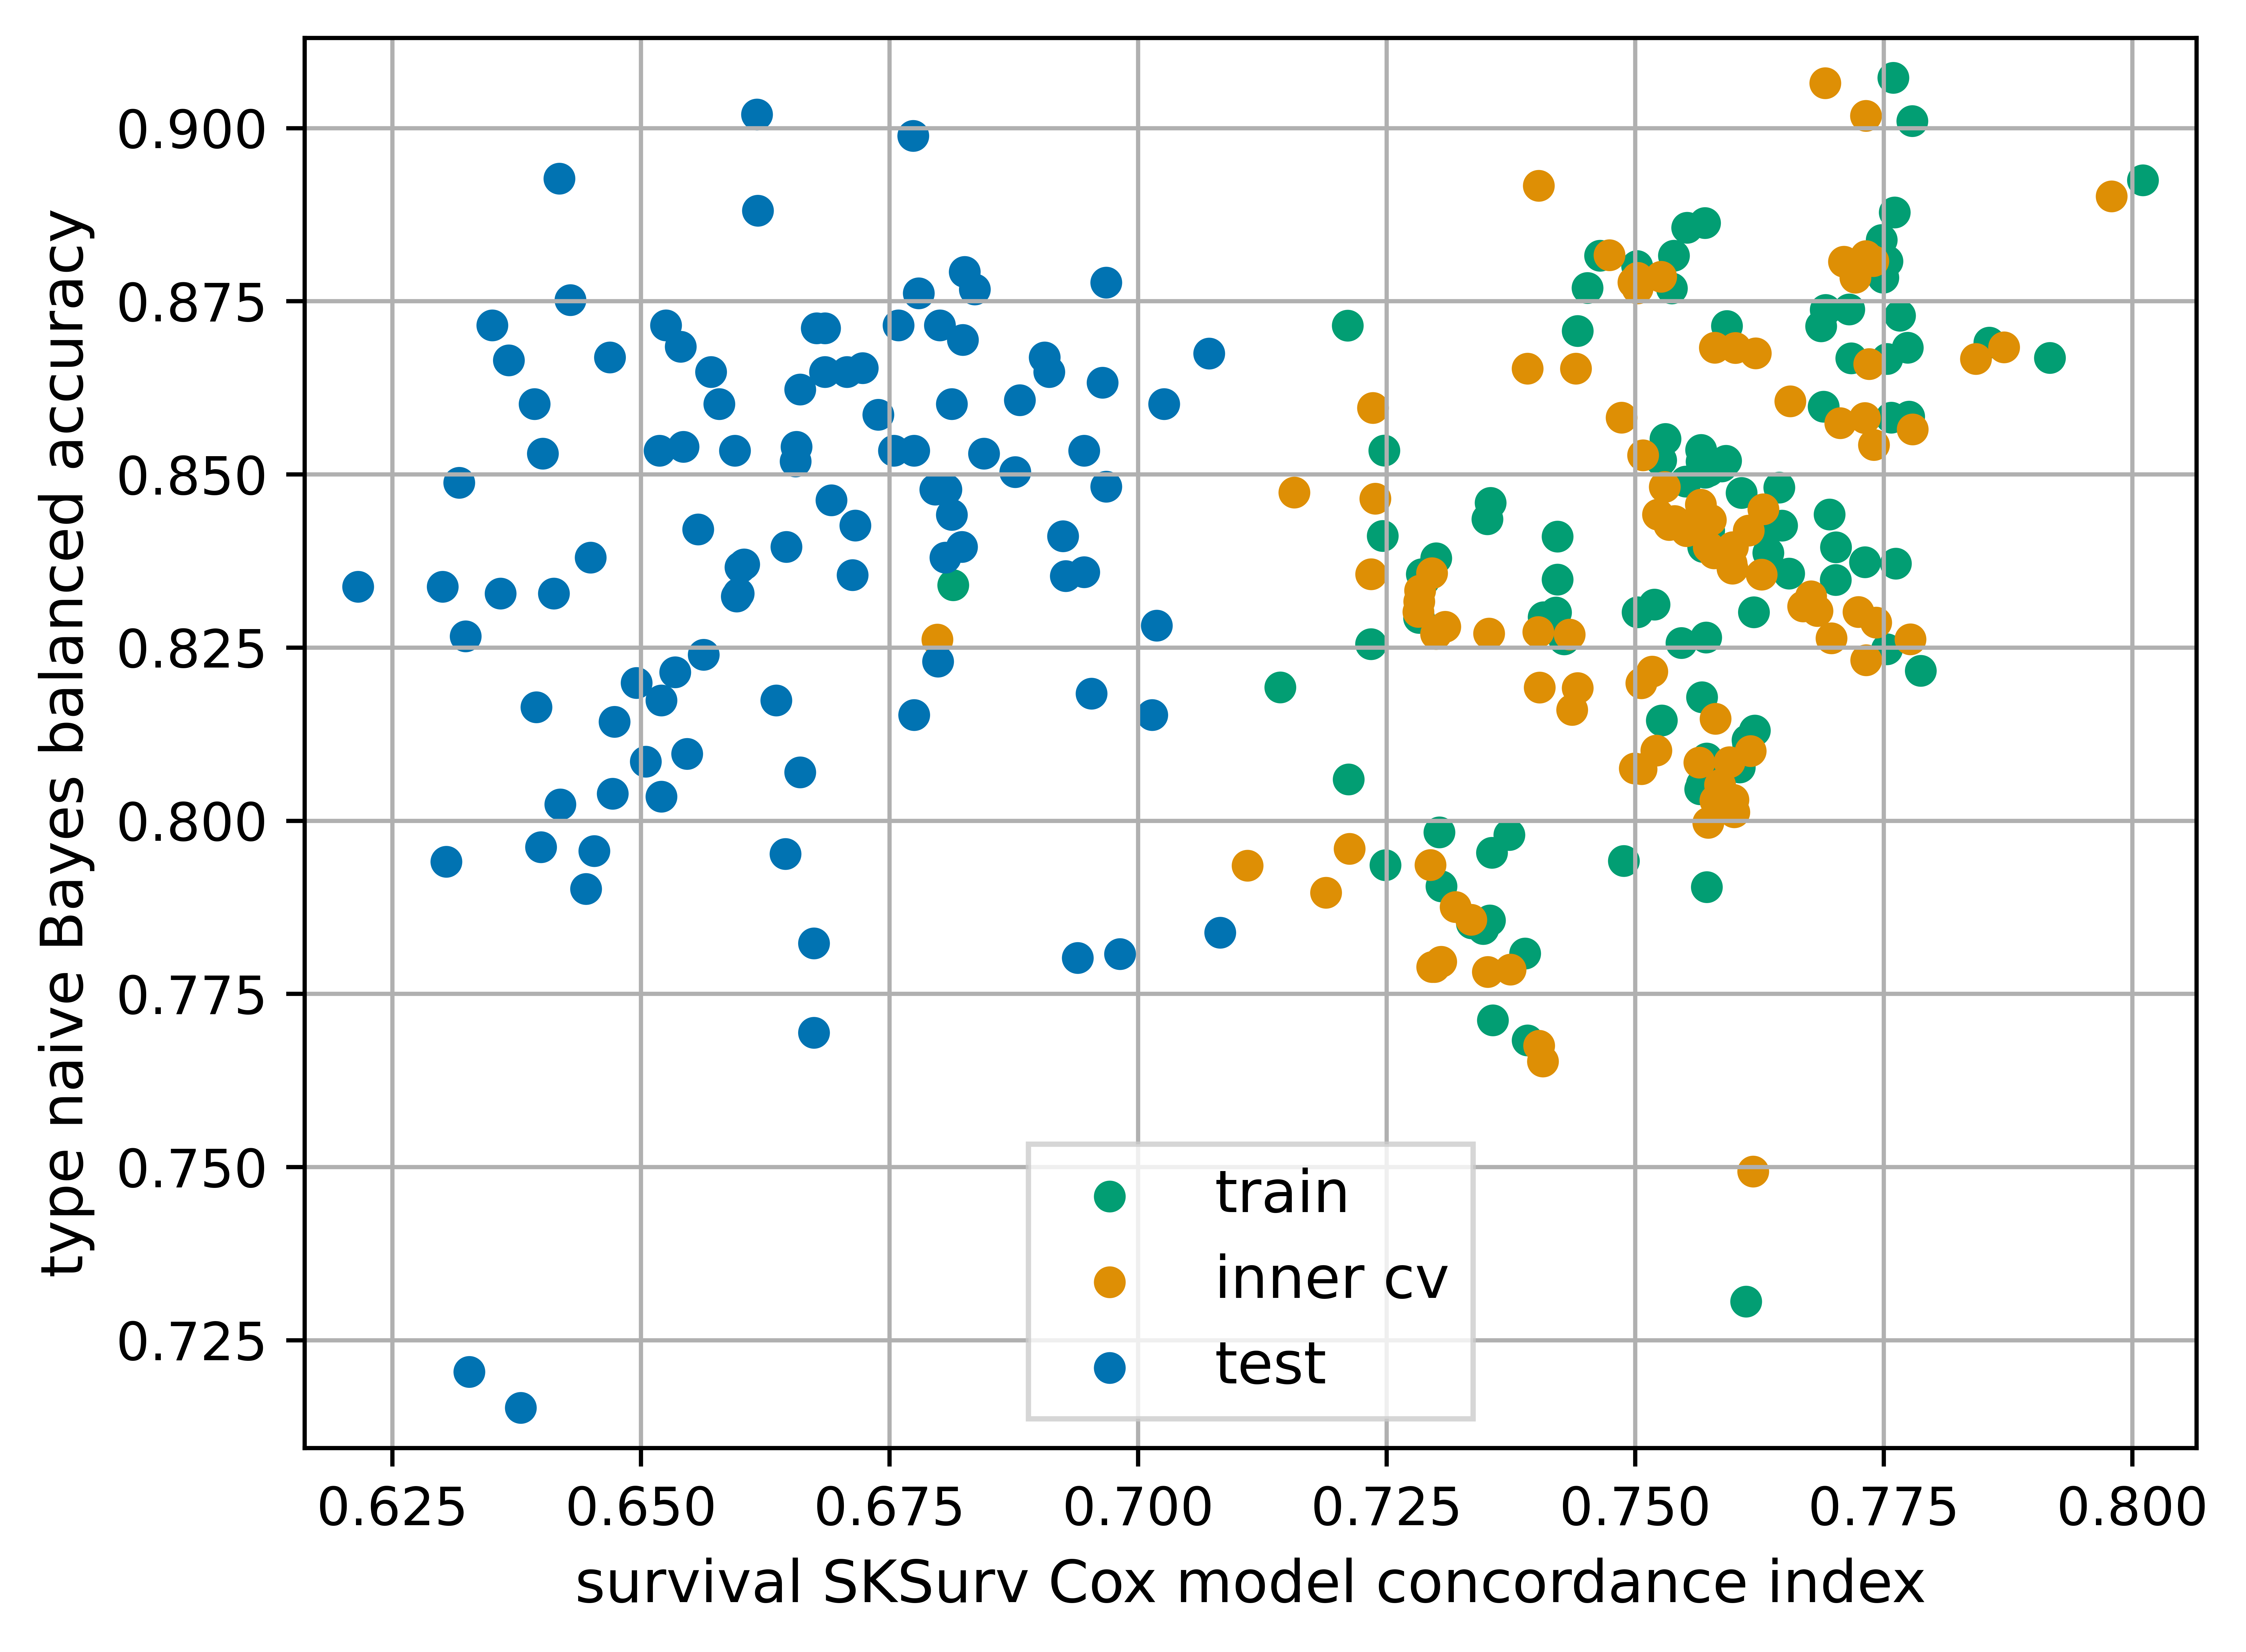 type naive Bayes balanced accuracy
0.900
0.875
0.850
0.825
0.800
0.775
0.750
0.725
train
inner cv
test
0.625 0.650 0.675 0.700 0.725 0.750 0.775 0.800
survival SKSurv Cox model concordance index